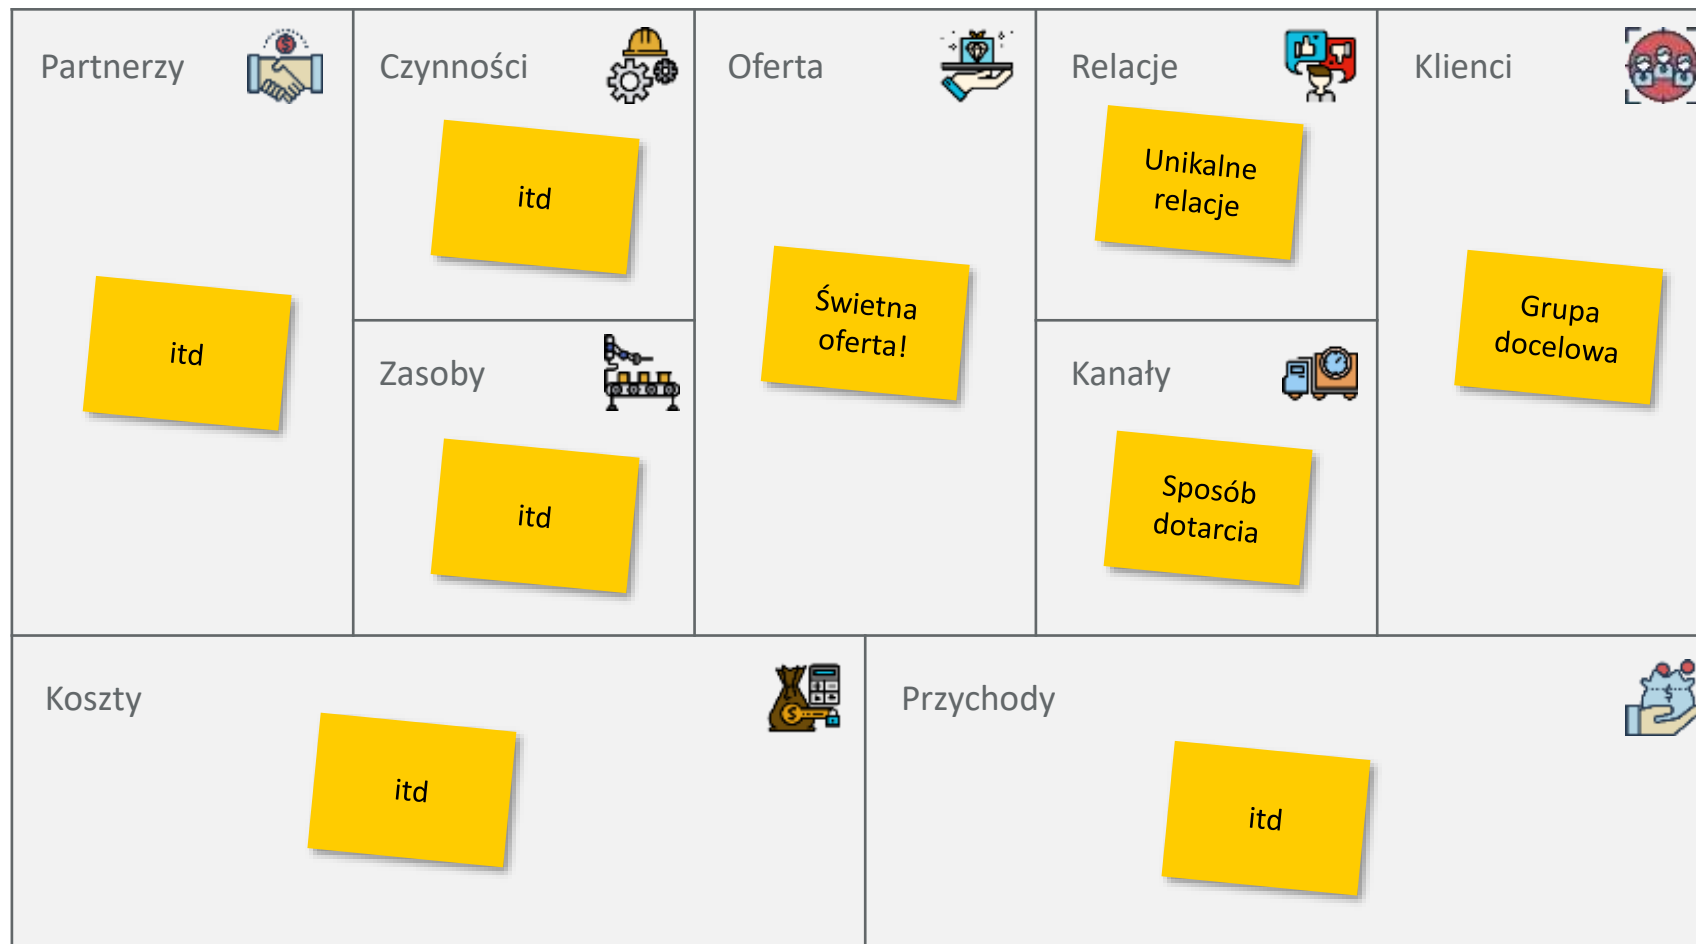 Partnerzy
itd
Czynności
itd
Zasoby
itd
Oferta
Świetna
oferta!
Relacje
Unikalne
relacje
Kanały
Sposób
dotarcia
Klienci
Grupa
docelowa
Koszty
itd
Przychody
itd